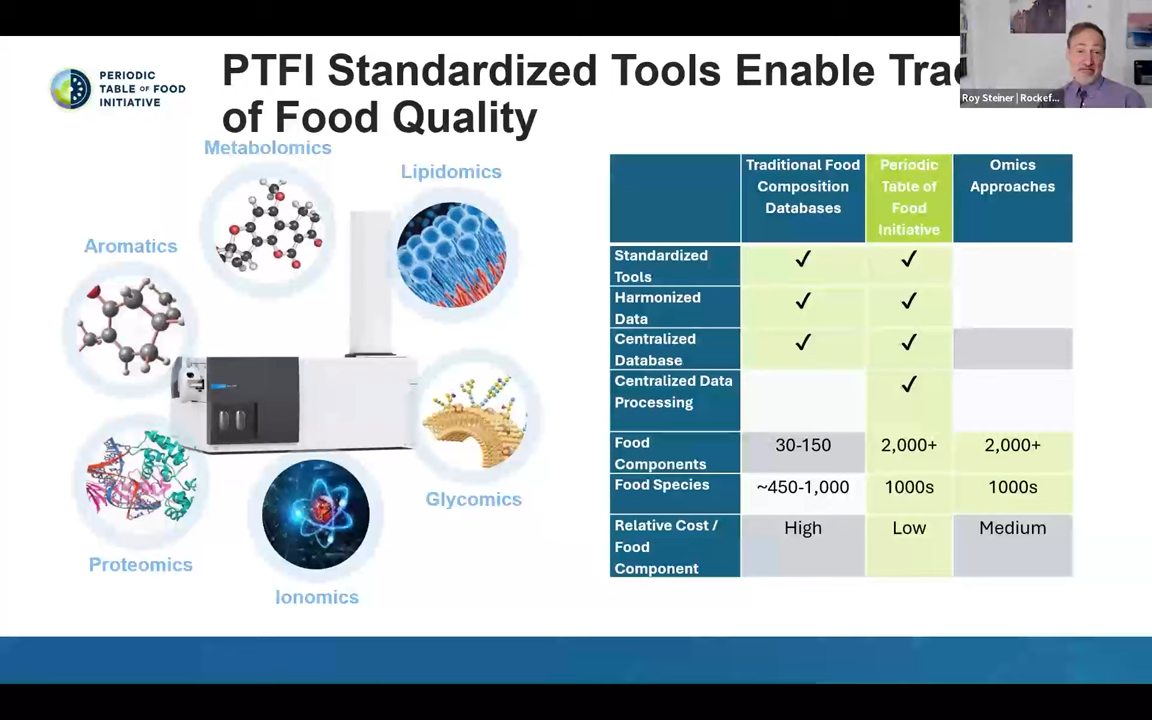 PERIODIC
TABLE OF FOOD
INITIATIVE
PTFI Standardized Tools Enable
of Food Quality
Roy Steiner | Rockef...
Metabolomics
Lipidomics
Aromatics
Glycomics
Proteomics
Ionomics
Traditional Food
Composition
Databases
Periodic
Table of
Food
Initiative
Omics
Approaches
Standardized
Tools
✓ ✓
Harmonized
Data
✓ ✓
Centralized
Database
✓ ✓
Centralized Data
Processing
✓
Food
Components
30-150 2,000+ 2,000+
Food Species ~450-1,000 1000s 1000s
Relative Cost /
Food
Component
High Low Medium